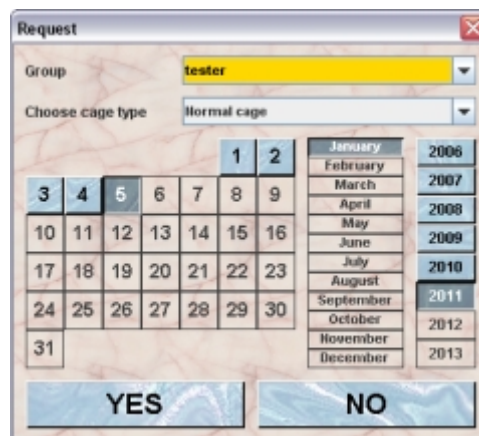 Request
Group tester
Choose cage type Normal cage
1 2
3 4 5 6 7 8 9
10 11 12 13 14 15 16
17 18 19 20 21 22 23
24 25 26 27 28 29 30
31
January
February
March
April
May
June
July
August
September
October
November
December
2006
2007
2008
2009
2010
2011
2012
2013
YES NO